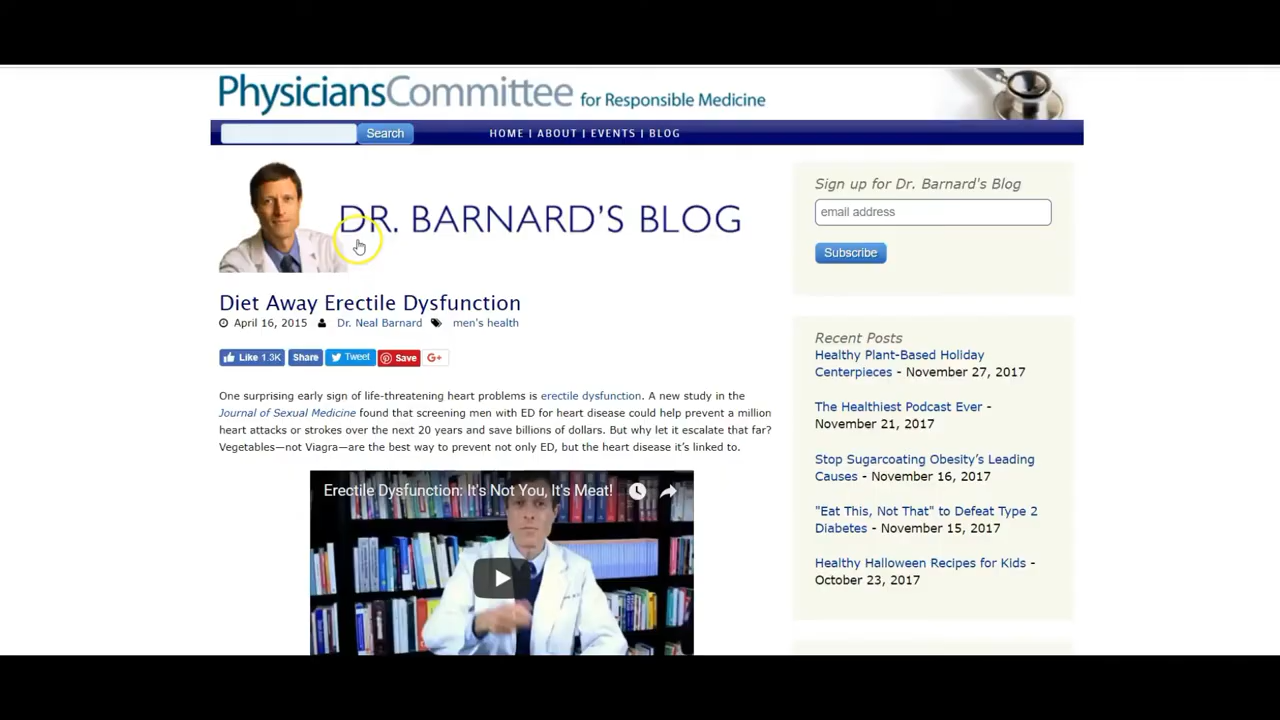 PhysiciansCommittee for Responsible Medicine
Search
HOME | ABOUT | EVENTS | BLOG
DR. BARNARD'S BLOG
Diet Away Erectile Dysfunction
April 16, 2015 Dr. Neal Barnard men's health
Like 1.3K Share Tweet Save G+
One surprising early sign of life-threatening heart problems is erectile dysfunction. A new study in the
Journal of Sexual Medicine found that screening men with ED for heart disease could help prevent a million
heart attacks or strokes over the next 20 years and save billions of dollars. But why let it escalate that far?
Vegetables—not Viagra—are the best way to prevent not only ED, but the heart disease it's linked to.
Erectile Dysfunction: It's Not You, It's Meat!
Sign up for Dr. Barnard's Blog
email address
Subscribe
Recent Posts
Healthy Plant-Based Holiday
Centerpieces - November 27, 2017
The Healthiest Podcast Ever -
November 21, 2017
Stop Sugarcoating Obesity's Leading
Causes - November 16, 2017
"Eat This, Not That" to Defeat Type 2
Diabetes - November 15, 2017
Healthy Halloween Recipes for Kids -
October 23, 2017